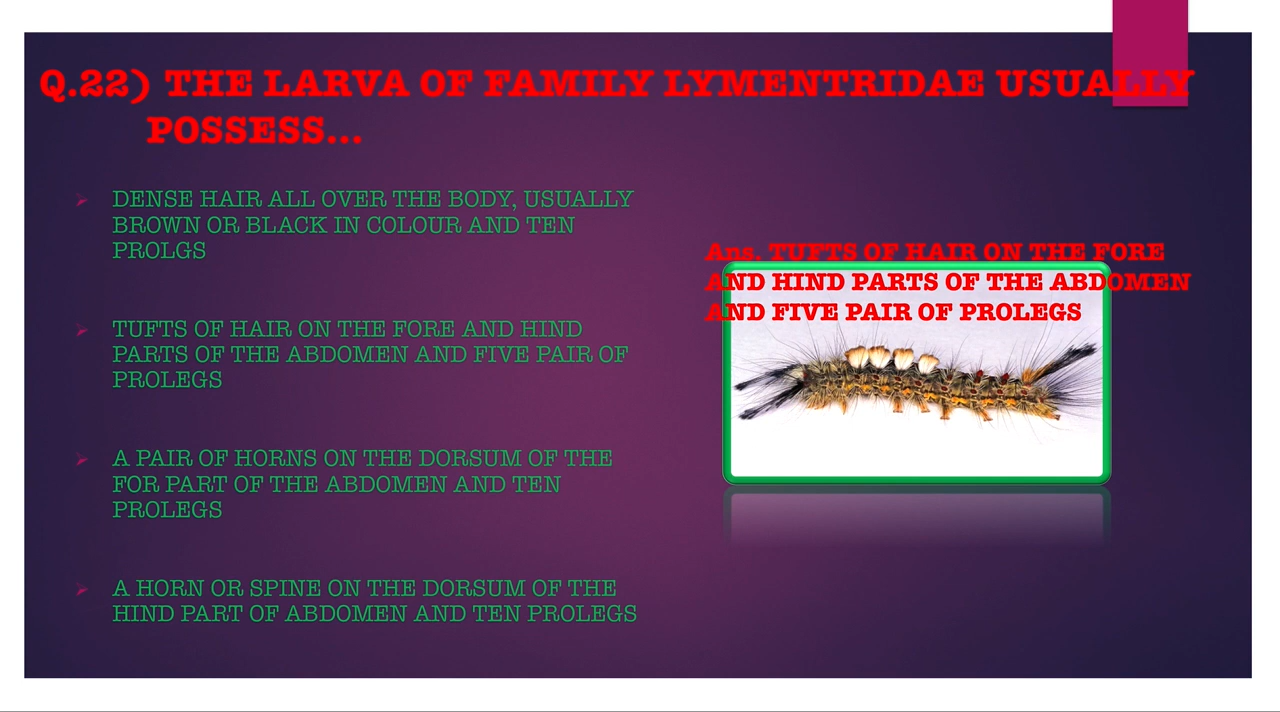 Q.22) THE LARVA OF FAMILY LYMENTRIDAE USUALLY
POSSESS...
DENSE HAIR ALL OVER THE BODY, USUALLY
BROWN OR BLACK IN COLOUR AND TEN
PROLGS
TUFTS OF HAIR ON THE FORE AND HIND
PARTS OF THE ABDOMEN AND FIVE PAIR OF
PROLEGS
A PAIR OF HORNS ON THE DORSUM OF THE
FOR PART OF THE ABDOMEN AND TEN
PROLEGS
A HORN OR SPINE ON THE DORSUM OF THE
HIND PART OF ABDOMEN AND TEN PROLEGS
Ans. TUFTS OF HAIR ON THE FORE
AND HIND PARTS OF THE ABDOMEN
AND FIVE PAIR OF PROLEGS